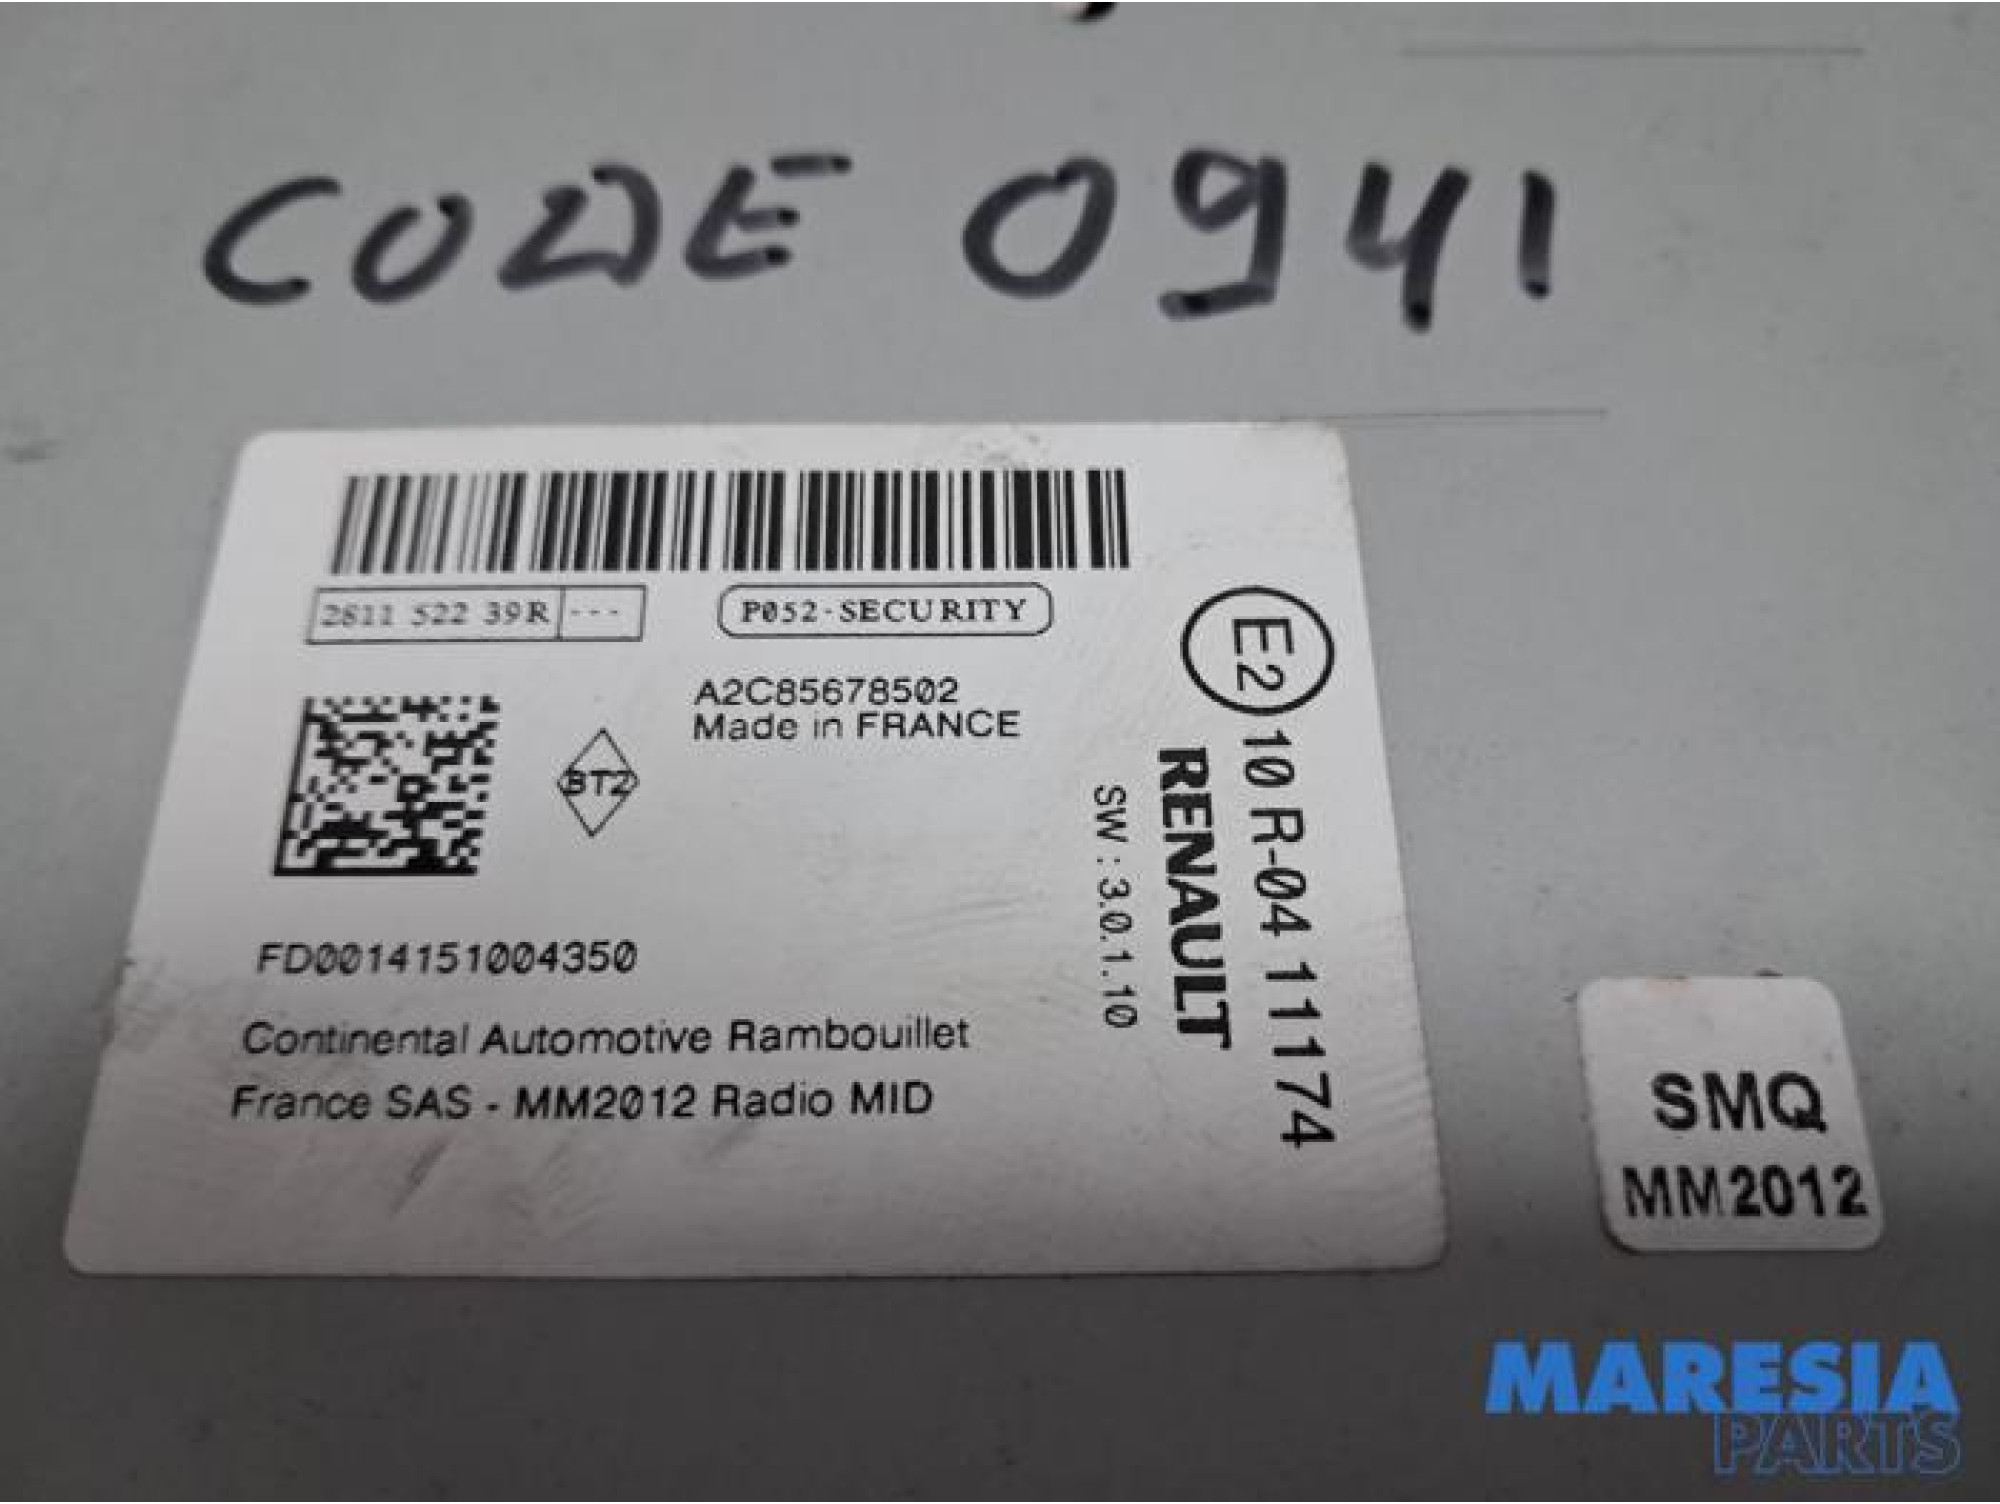 CODE 0941
2811 522 39R ---
P052-SECURITY
A2C85678502
Made in FRANCE
BT2
FD0014151004350
Continental Automotive Rambouillet
France SAS - MM2012 Radio MID
E2 10 R-04 11174
RENAULT
SW : 3.0.1.10
SMQ
MM2012
MARESIA
PARTS